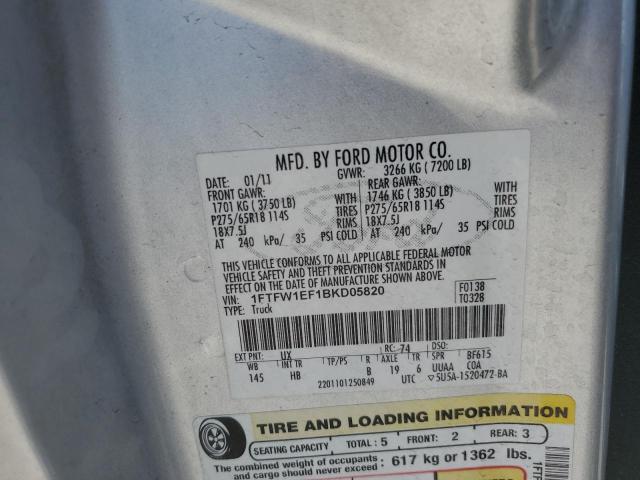 MFD. BY FORD MOTOR CO.
DATE: 01/11 GVWR: 3266 KG ( 7200 LB)
FRONT GAWR: REAR GAWR:
1701 KG ( 3750 LB) WITH 1746 KG ( 3850 LB) WITH
P275/65R18 114S TIRES P275/65R18 114S TIRES
18X7.5J RIMS 18X7.5J RIMS
AT 240 kPa/ 35 PSI COLD AT 240 kPa/ 35 PSI COLD
THIS VEHICLE CONFORMS TO ALL APPLICABLE FEDERAL MOTOR
VEHICLE SAFETY AND THEFT PREVENTION STANDARDS IN
EFFECT ON THE DATE OF MANUFACTURE SHOWN ABOVE.
VIN: 1FTFW1EF1BKD05820 F0138
TYPE: Truck T0328
EXT PNT: UX RC: 74
WB INT TR TP/PS R AXLE TR SPR BF615
145 HB B 19 6 UUAA COA
2201101250849 UTC ▽5U5A-1520472-BA
TIRE AND LOADING INFORMATION
SEATING CAPACITY TOTAL: 5 FRONT: 2 REAR: 3
The combined weight of occupants
and cargo should never exceed: 617 kg or 1362 lbs.